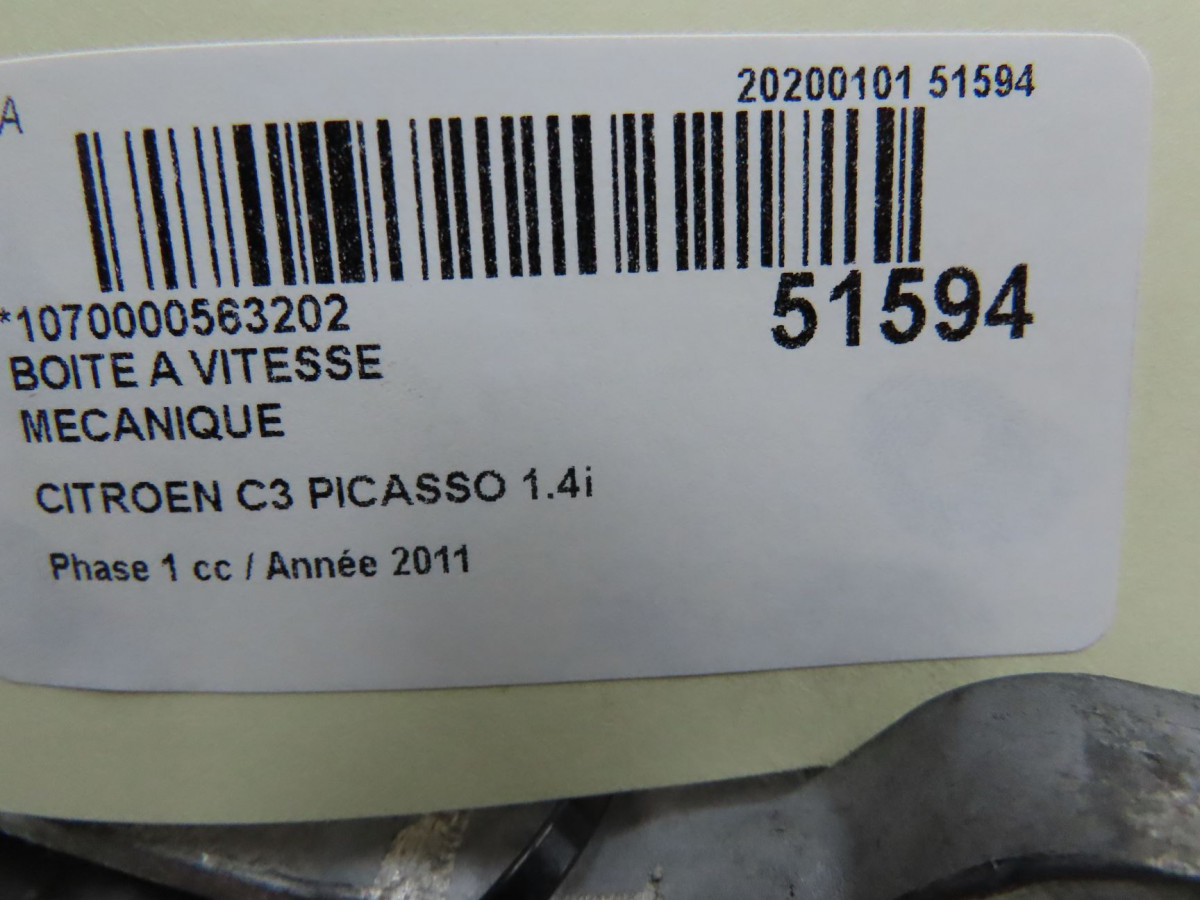 A
20200101 51594
*1070000563202
51594
BOITE A VITESSE
MECANIQUE
CITROEN C3 PICASSO 1.4i
Phase 1 cc / Année 2011